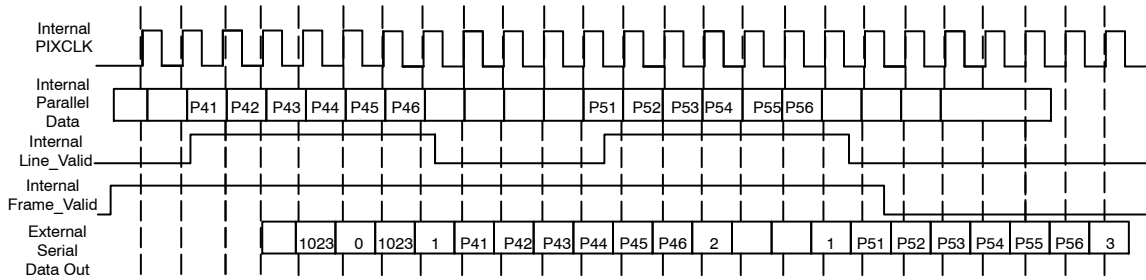 Internal
PIXCLK
Internal
Parallel
Data
P41 P42 P43 P44 P45 P46 P51 P52 P53 P54 P55 P56
Internal
Line_Valid
Internal
Frame_Valid
External
Serial
Data Out
1023 0 1023 1 P41 P42 P43 P44 P45 P46 2 1 P51 P52 P53 P54 P55 P56 3